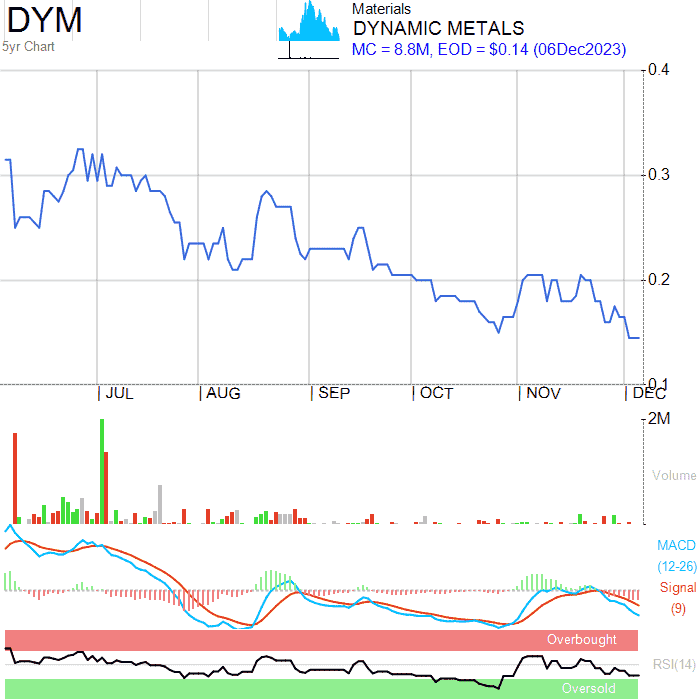 DYM
5yr Chart
Materials
DYNAMIC METALS
MC = 8.8M, EOD = $0.14 (06Dec2023)
0.4
0.3
0.2
0.1
JUL
AUG
SEP
OCT
NOV
DEC
2M
Volume
MACD
(12-26)
Signal
(9)
Overbought
RSI(14)
Oversold